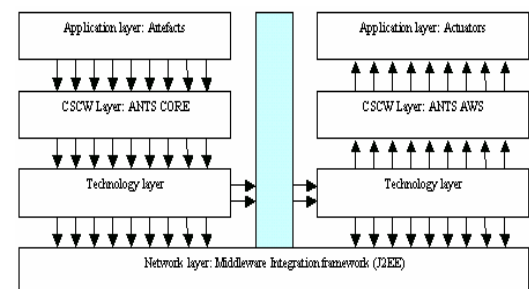 Application layer: Artefacts
Application layer: Actuators
CSCW Layer: ANTS CORE
CSCW Layer: ANTS AWS
Technology layer
Technology layer
Network layer: Middleware Integration framework (J2EE)